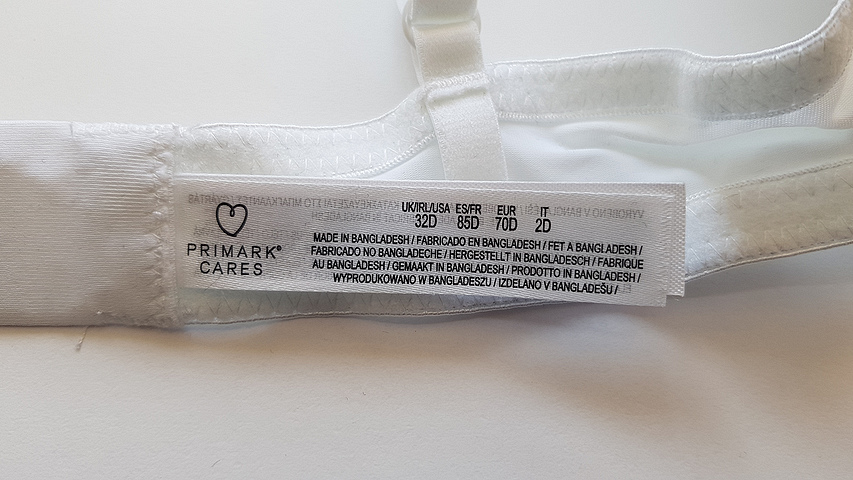 PRIMARK®
CARES
UK/IRL/USA ES/FR EUR IT
32D 85D 70D 2D
MADE IN BANGLADESH / FABRICADO EN BANGLADESH / FET A BANGLADESH /
FABRICADO NO BANGLADECHE / HERGESTELLT IN BANGLADESCH / FABRIQUE
AU BANGLADESH / GEMAAKT IN BANGLADESH / PRODOTTO IN BANGLADESH /
WYPRODUKOWANO W BANGLADESZU / IZDELANO V BANGLADEŠU /